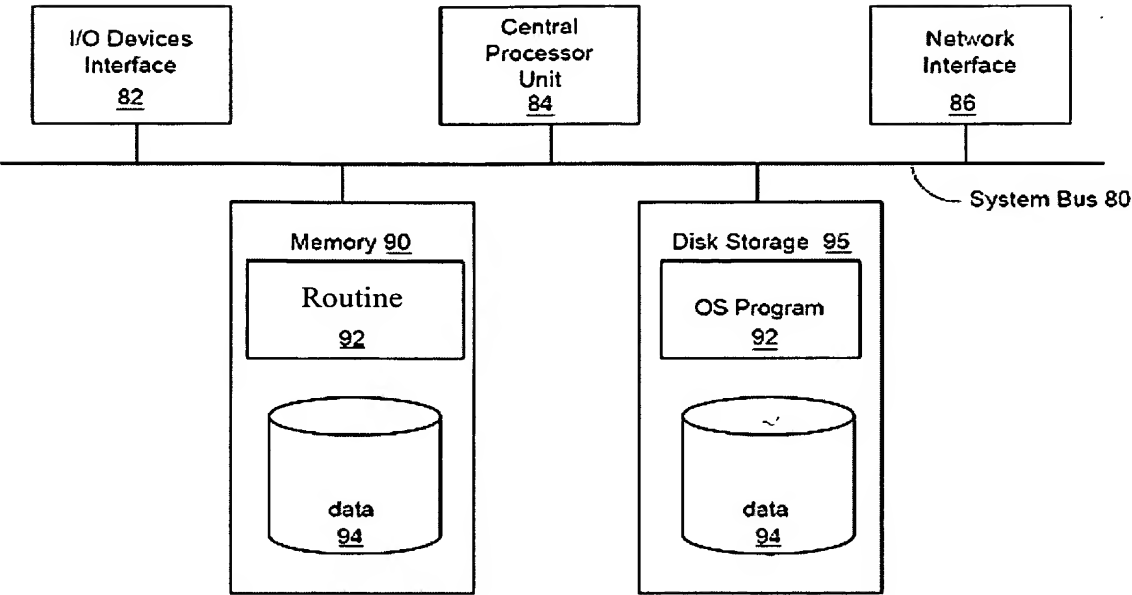 I/O Devices
Interface
82
Central
Processor
Unit
84
Network
Interface
86
System Bus 80
Memory 90
Routine
92
data
94
Disk Storage 95
OS Program
92
data
94